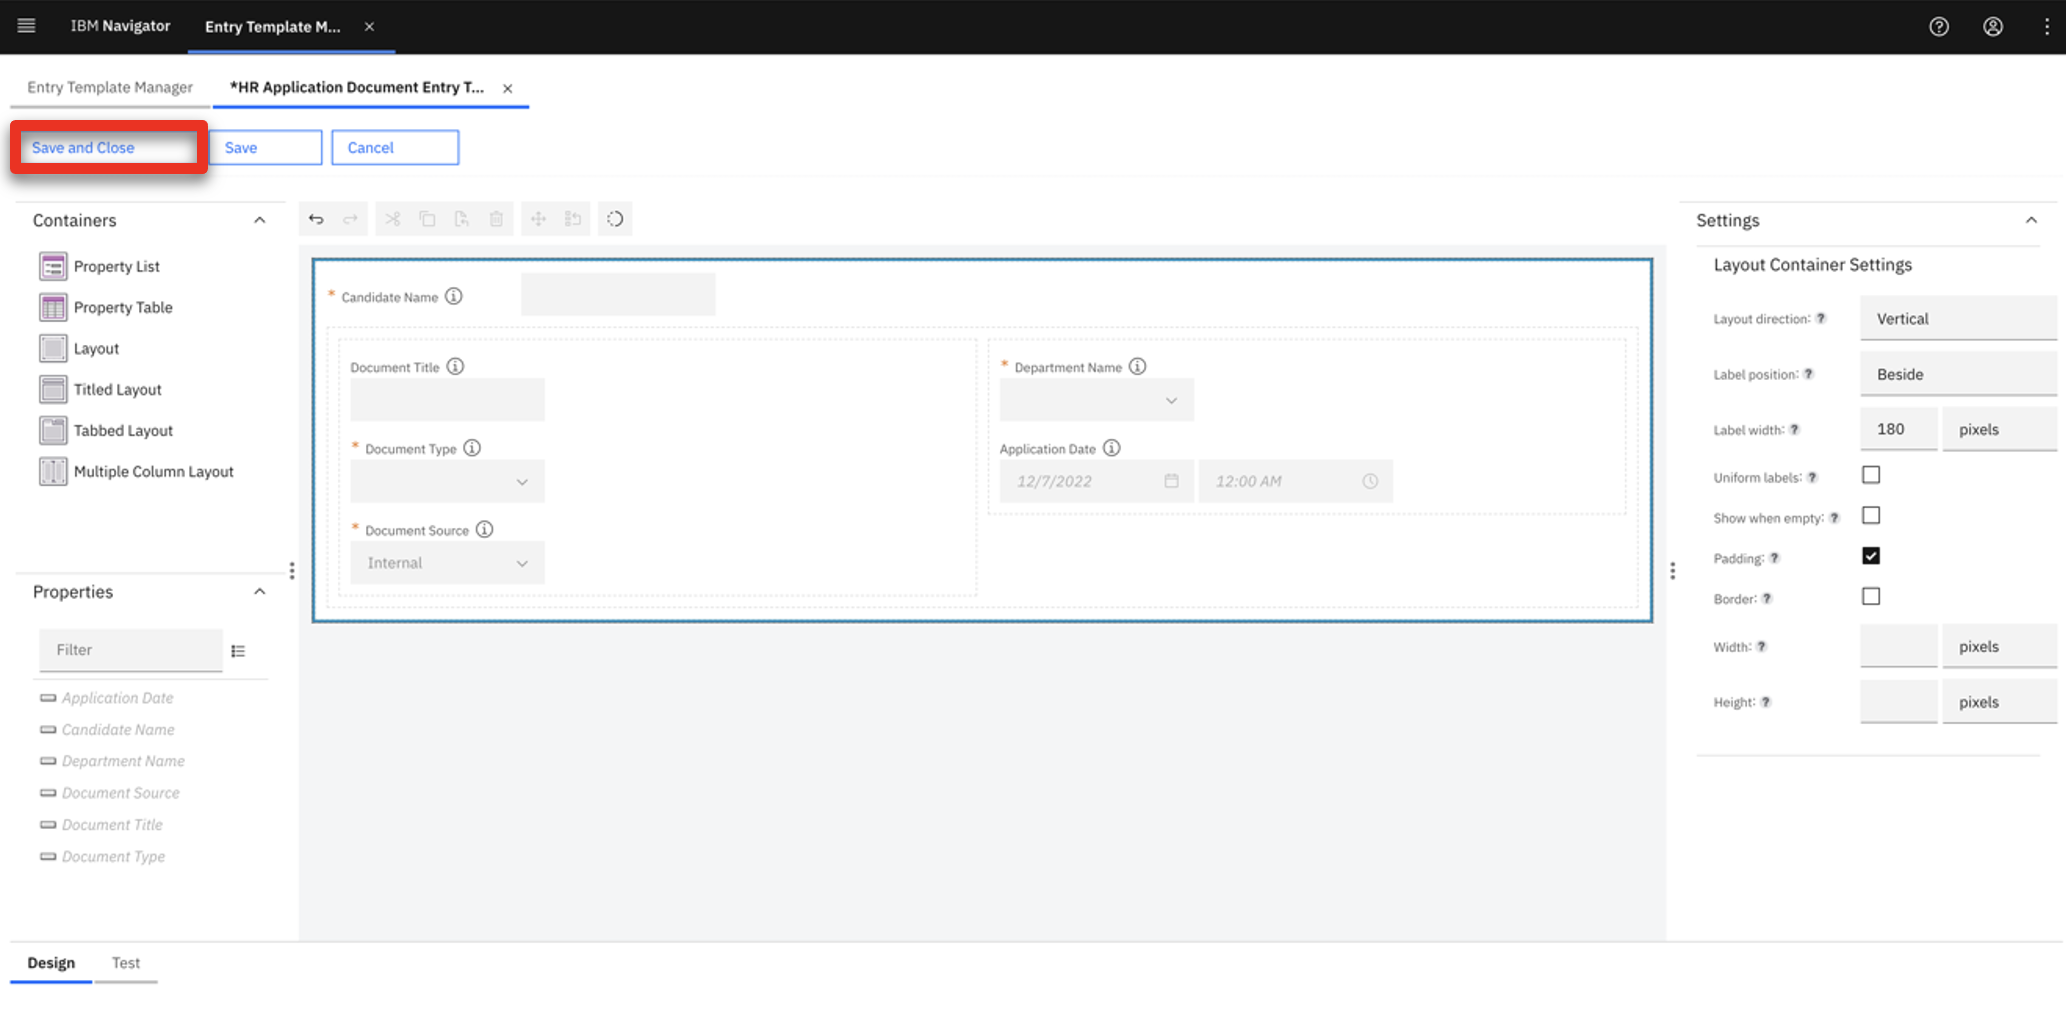 IBM Navigator
Entry Template M...
Entry Template Manager
*HR Application Document Entry T...
Save and Close
Save
Cancel
Containers
Property List
Property Table
Layout
Titled Layout
Tabbed Layout
Multiple Column Layout
Properties
Filter
Application Date
Candidate Name
Department Name
Document Source
Document Title
Document Type
* Candidate Name
Document Title
* Document Type
* Document Source
Internal
* Department Name
Application Date
12/7/2022
12:00 AM
Settings
Layout Container Settings
Layout direction: ?
Vertical
Label position: ?
Beside
Label width: ?
180
pixels
Uniform labels: ?
Show when empty: ?
Padding: ?
Border: ?
Width: ?
pixels
Height: ?
pixels
Design
Test